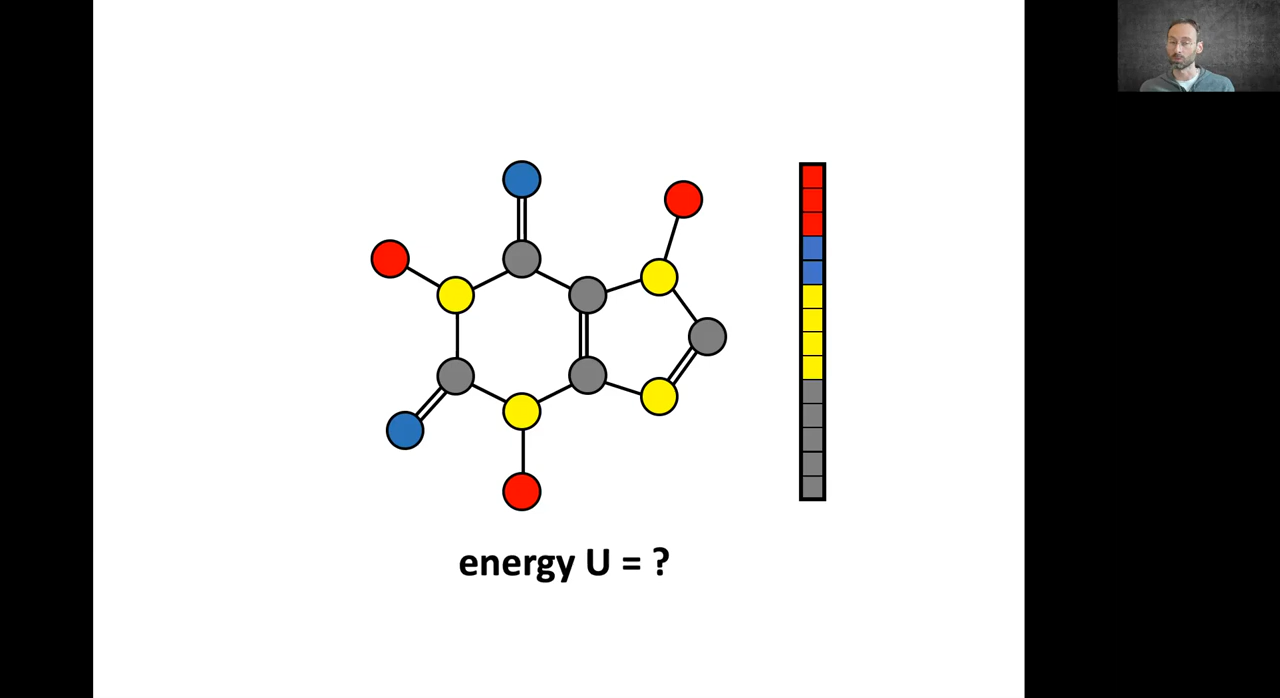 energy U = ?